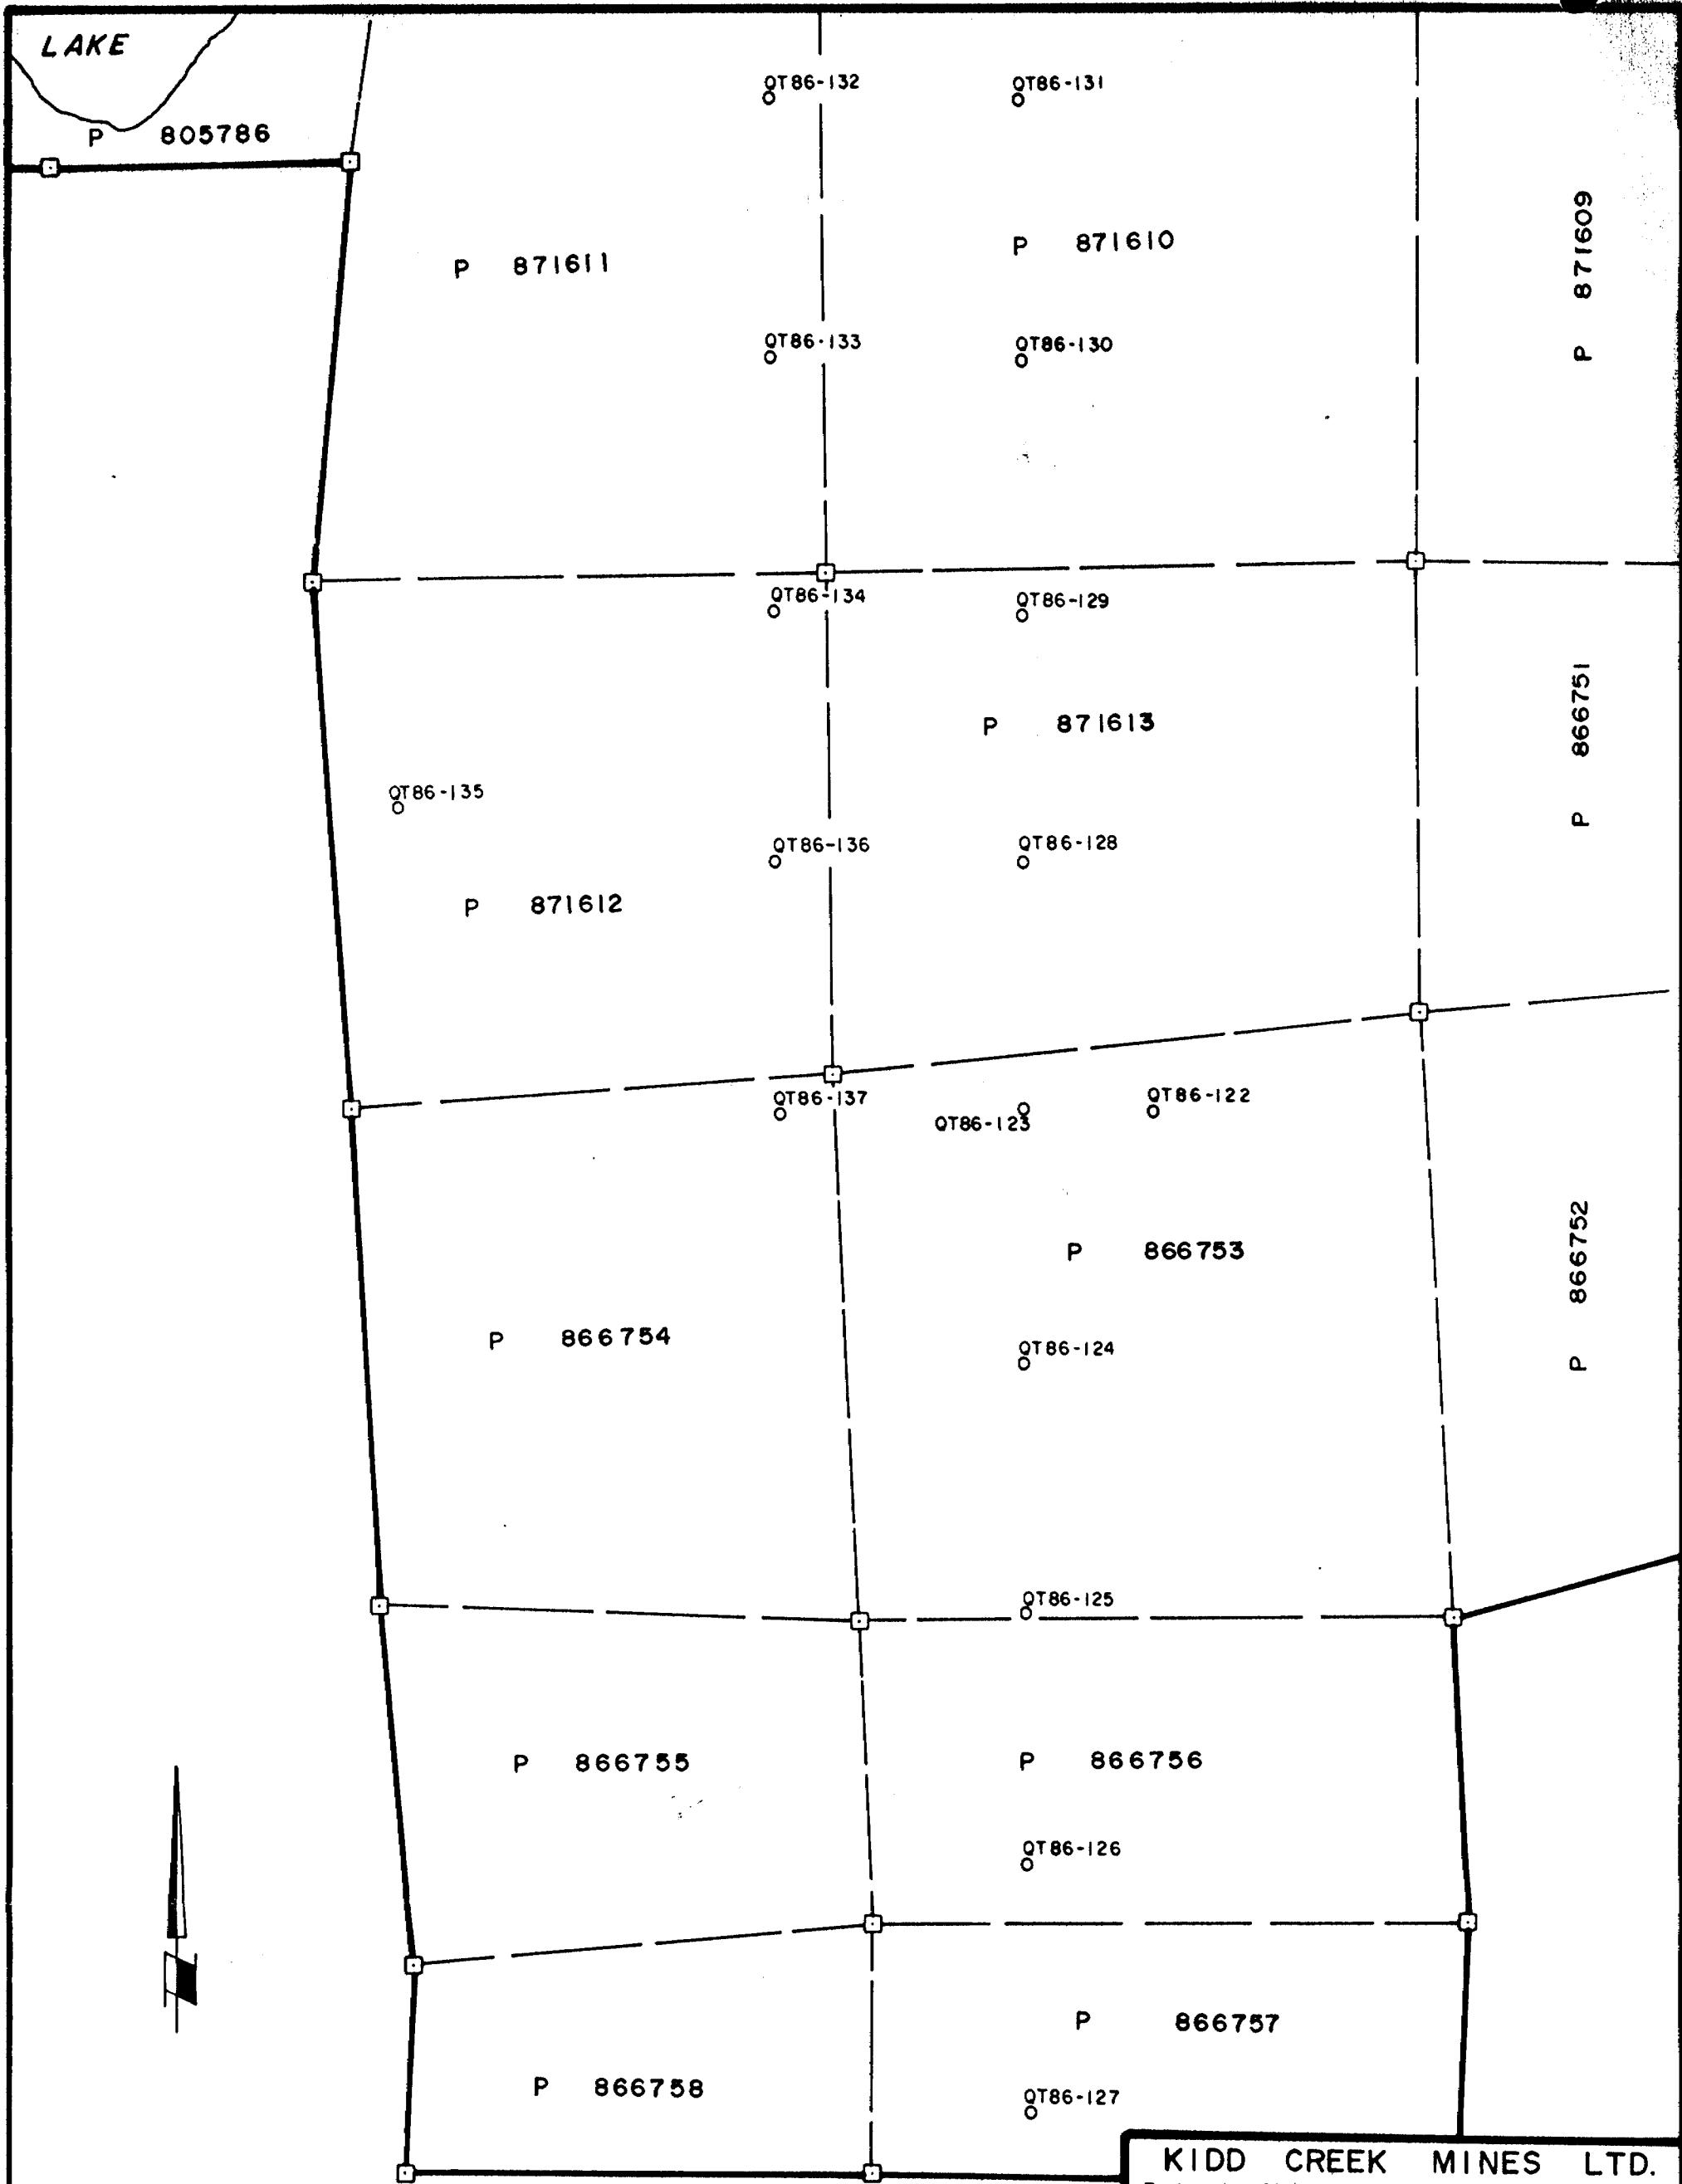 LAKE
P 805786
QT86-132
QT86-131
P 871611
P 871610
P 871609
QT86-133
QT86-130
QT86-134
QT86-129
P 871613
P 866751
QT86-135
QT86-136
QT86-128
P 871612
QT86-137
QT86-123
QT86-122
P 866753
P 866752
P 866754
QT86-124
QT86-125
P 866755
P 866756
QT86-126
P 866757
P 866758
QT86-127
KIDD CREEK MINES LTD.